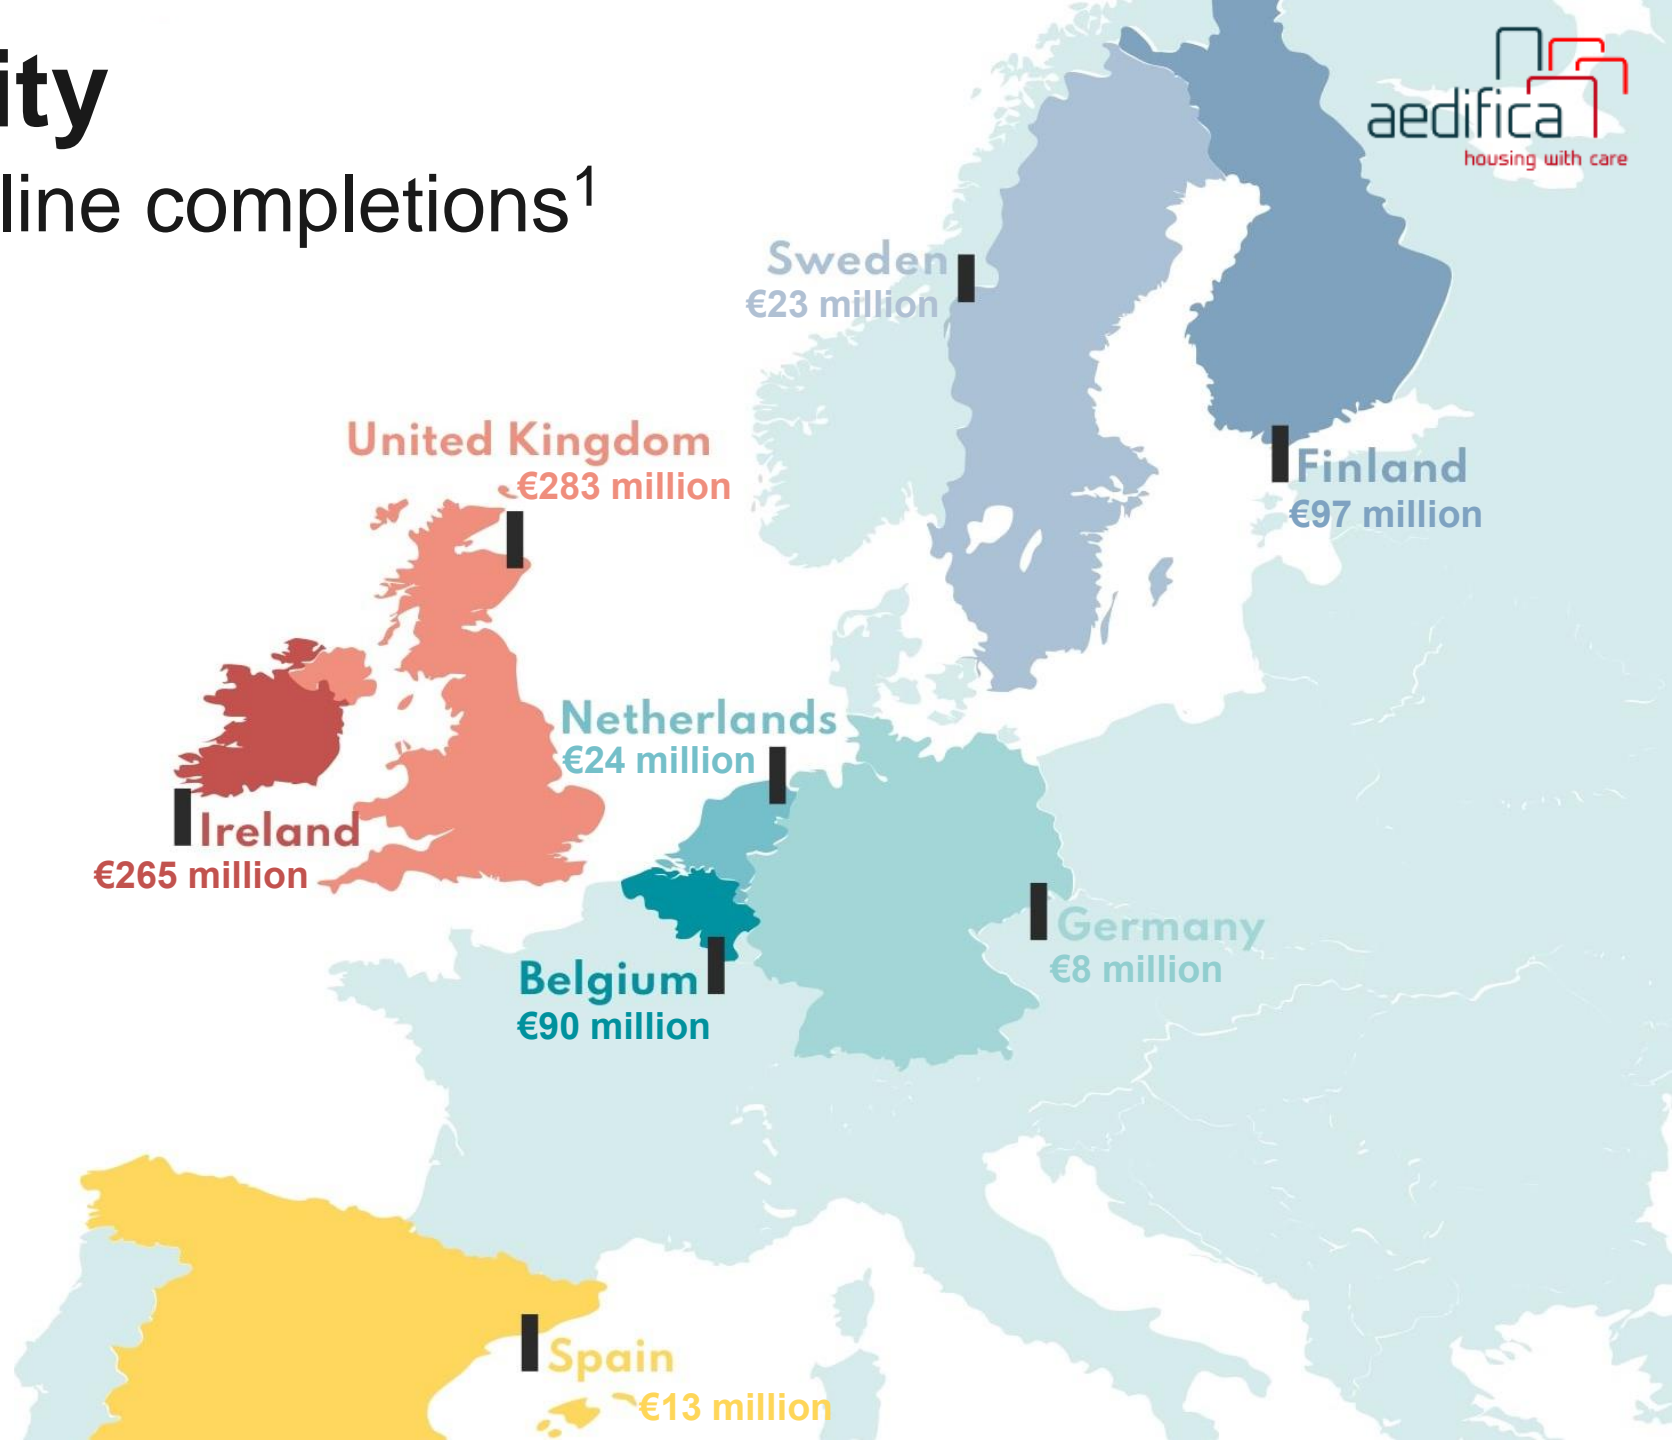 ity
line completions¹
aedifica
housing with care
Sweden
€23 million
United Kingdom
€283 million
Finland
€97 million
Netherlands
€24 million
Ireland
€265 million
Germany
€8 million
Belgium
€90 million
Spain
€13 million